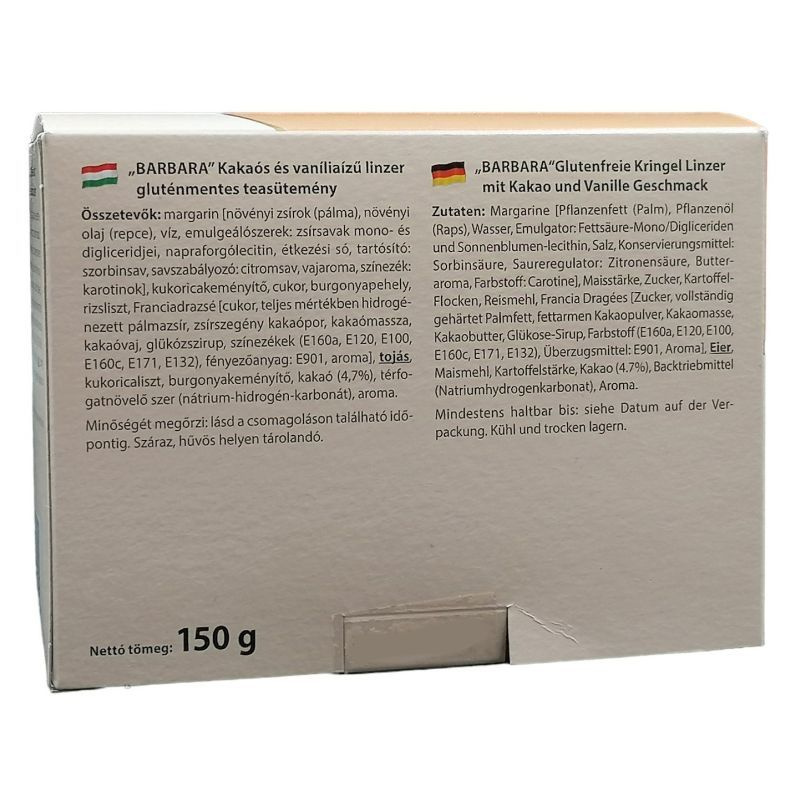 „BARBARA” Kakaós és vaníliaízű linzer
gluténmentes teasütemény
Összetevők: margarin [növényi zsírok (pálma), növényi
olaj (repce), víz, emulgeálószerek: zsírsavak mono- és
digliceridjei, napraforgólecitin, étkezési só, tartósító:
szorbinsav, savszabályozó: citromsav, vajaroma, színezék:
karotinok], kukoricakeményítő, cukor, burgonyapehely,
rizsliszt, Franciadrazsé [cukor, teljes mértékben hidrogé-
nezett pálmazsír, zsírszegény kakaópor, kakaómassza,
kakaóvaj, glükózszirup, színezékek (E160a, E120, E100,
E160c, E171, E132), fényezőanyag: E901, aroma], tojás,
kukoricaliszt, burgonyakeményítő, kakaó (4,7%), térfo-
gatnövelő szer (nátrium-hidrogén-karbonát), aroma.
Minőségét megőrzi: lásd a csomagoláson található idő-
pontig. Száraz, hűvös helyen tárolandó.
„BARBARA“Glutenfreie Kringel Linzer
mit Kakao und Vanille Geschmack
Zutaten: Margarine [Pflanzenfett (Palm), Pflanzenöl
(Raps), Wasser, Emulgator: Fettsäure-Mono/Digliceriden
und Sonnenblumen-lecithin, Salz, Konservierungsmittel:
Sorbinsäure, Saureregulator: Zitronensäure, Butter-
aroma, Farbstoff: Carotine], Maisstärke, Zucker, Kartoffel-
Flocken, Reismehl, Francia Dragées [Zucker, vollständig
gehärtet Palmfett, fettarmen Kakaopulver, Kakaomasse,
Kakaobutter, Glükose-Sirup, Farbstoff (E160a, E120, E100,
E160c, E171, E132), Überzugsmittel: E901, Aroma], Eier,
Maismehl, Kartoffelstärke, Kakao (4.7%), Backtriebmittel
(Natriumhydrogenkarbonat), Aroma.
Mindestens haltbar bis: siehe Datum auf der Ver-
packung. Kühl und trocken lagern.
Nettó tömeg: 150 g